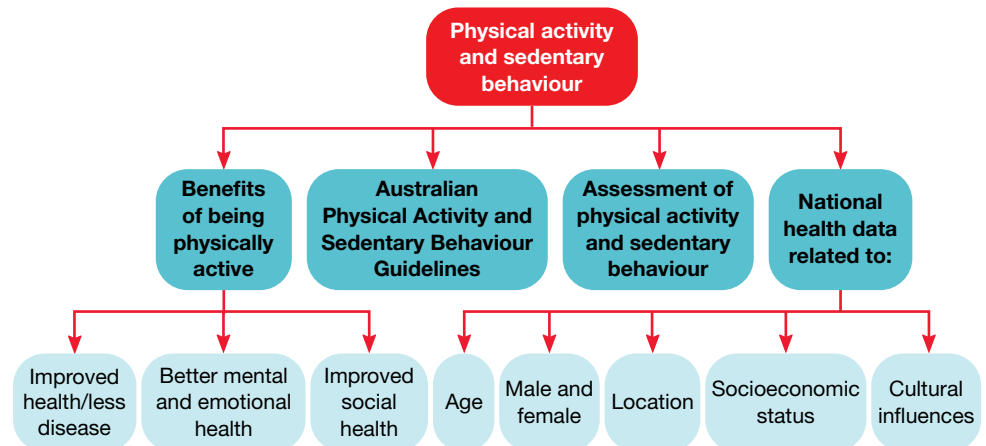 Physical activity
and sedentary
behaviour
Benefits
of being
physically
active
Australian
Physical Activity and
Sedentary Behaviour
Guidelines
Assessment of
physical activity
and sedentary
behaviour
National
health data
related to:
Improved
health/less
disease
Better mental
and emotional
health
Improved
social
health
Age
Male and
female
Location
Socioeconomic
status
Cultural
influences